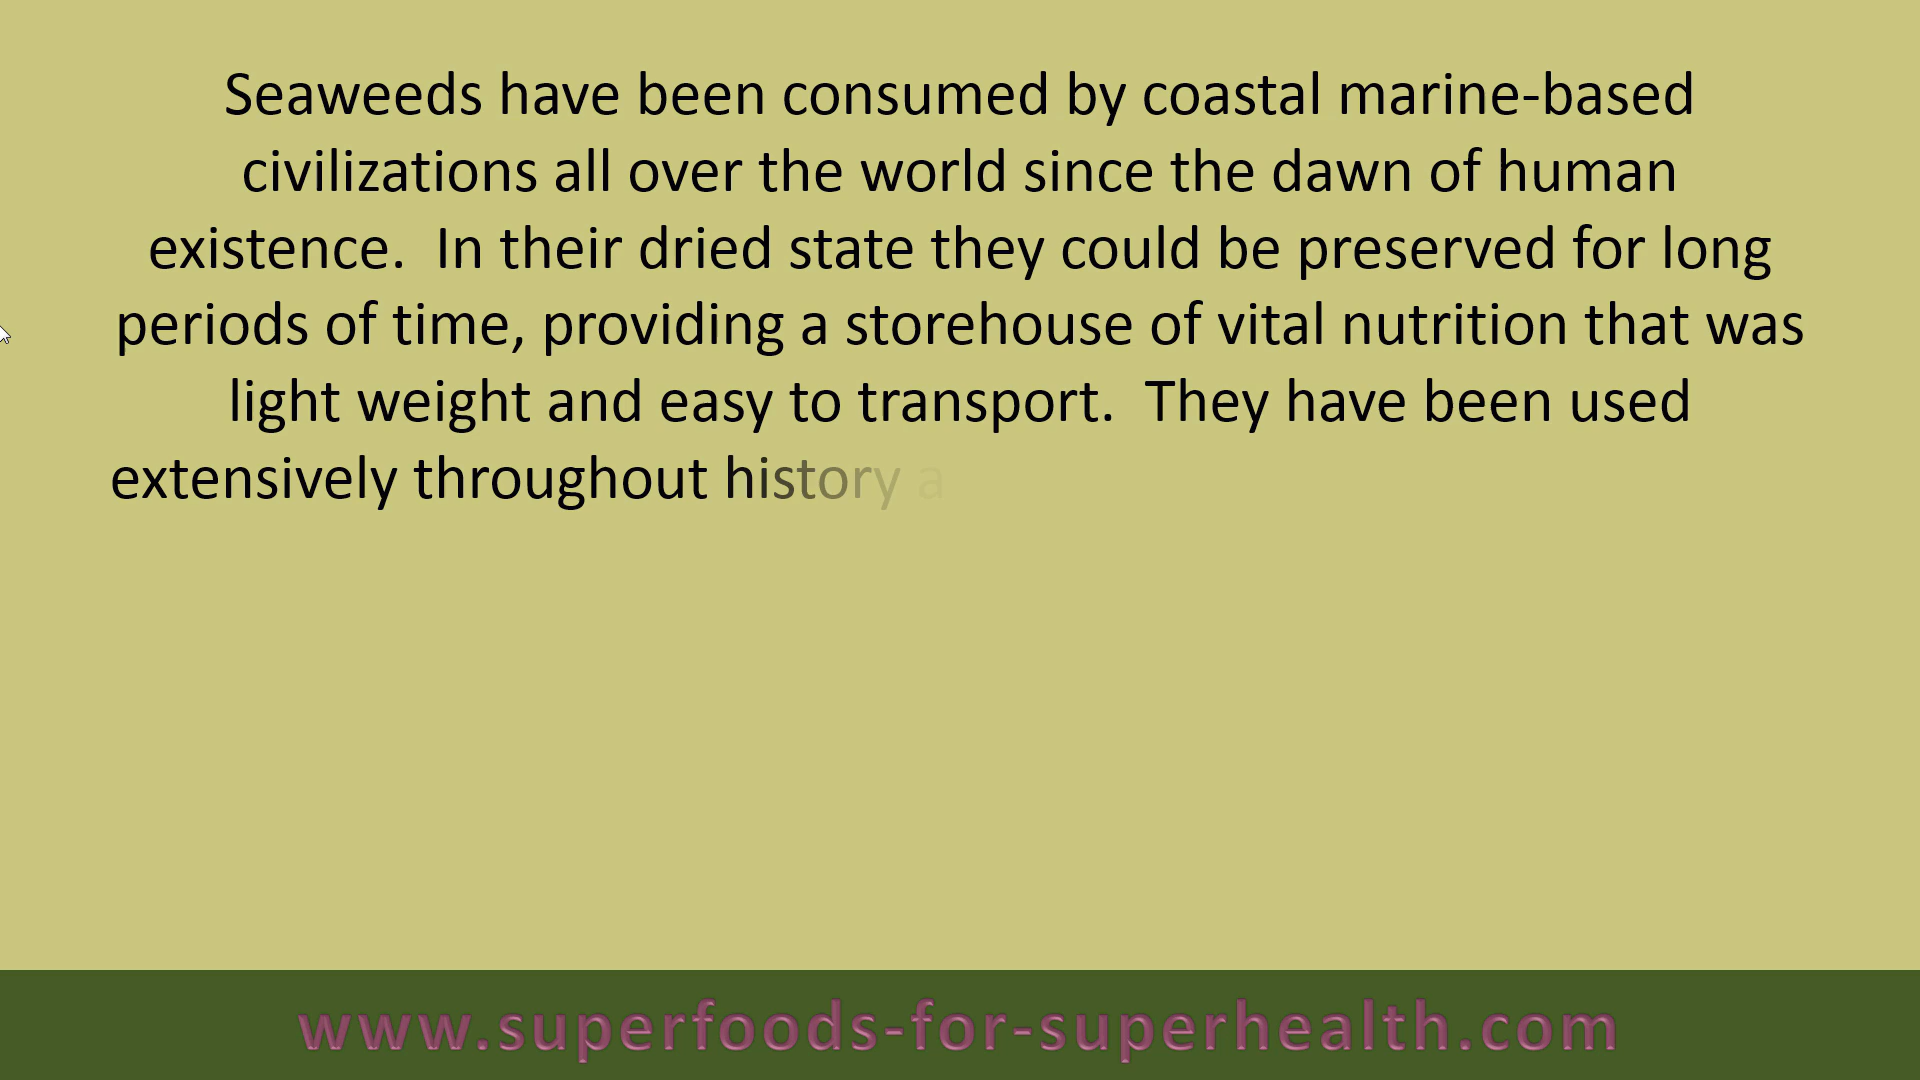 Seaweeds have been consumed by coastal marine-based
civilizations all over the world since the dawn of human
existence.  In their dried state they could be preserved for long
periods of time, providing a storehouse of vital nutrition that was
light weight and easy to transport.  They have been used
extensively throughout history a
www.superfoods-for-superhealth.com